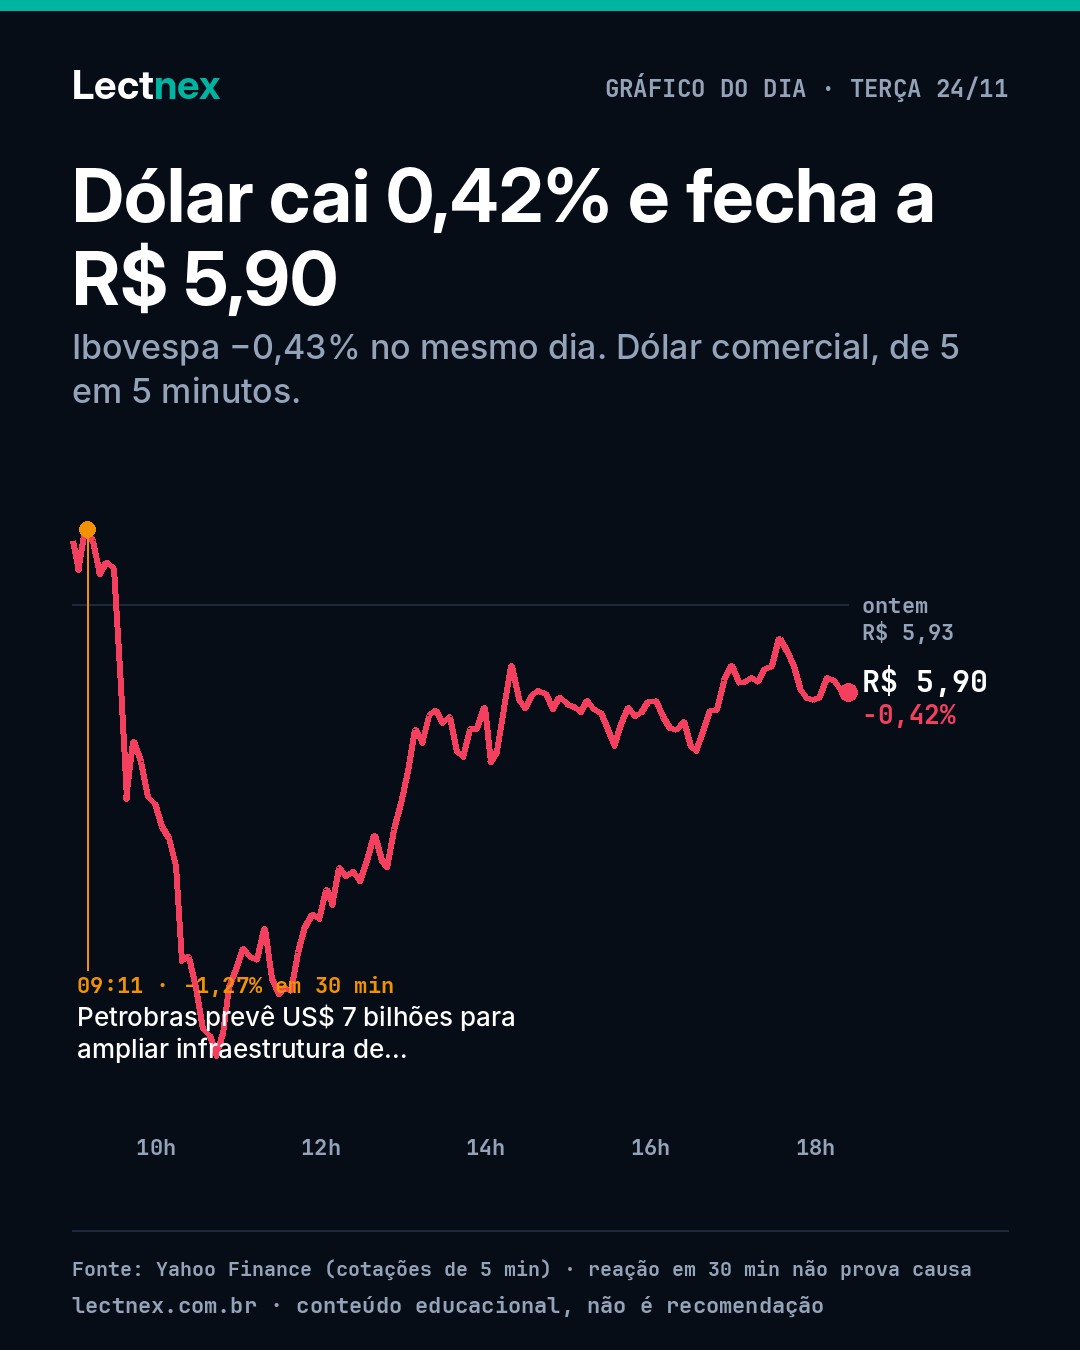 Lectnex
GRÁFICO DO DIA · TERÇA 24/11
Dólar cai 0,42% e fecha a
R$ 5,90
Ibovespa −0,43% no mesmo dia. Dólar comercial, de 5
em 5 minutos.
ontem
R$ 5,93
R$ 5,90
-0,42%
09:11 · -1,27% em 30 min
Petrobras prevê US$ 7 bilhões para
ampliar infraestrutura de...
10h 12h 14h 16h 18h
Fonte: Yahoo Finance (cotações de 5 min) · reação em 30 min não prova causa
lectnex.com.br · conteúdo educacional, não é recomendação